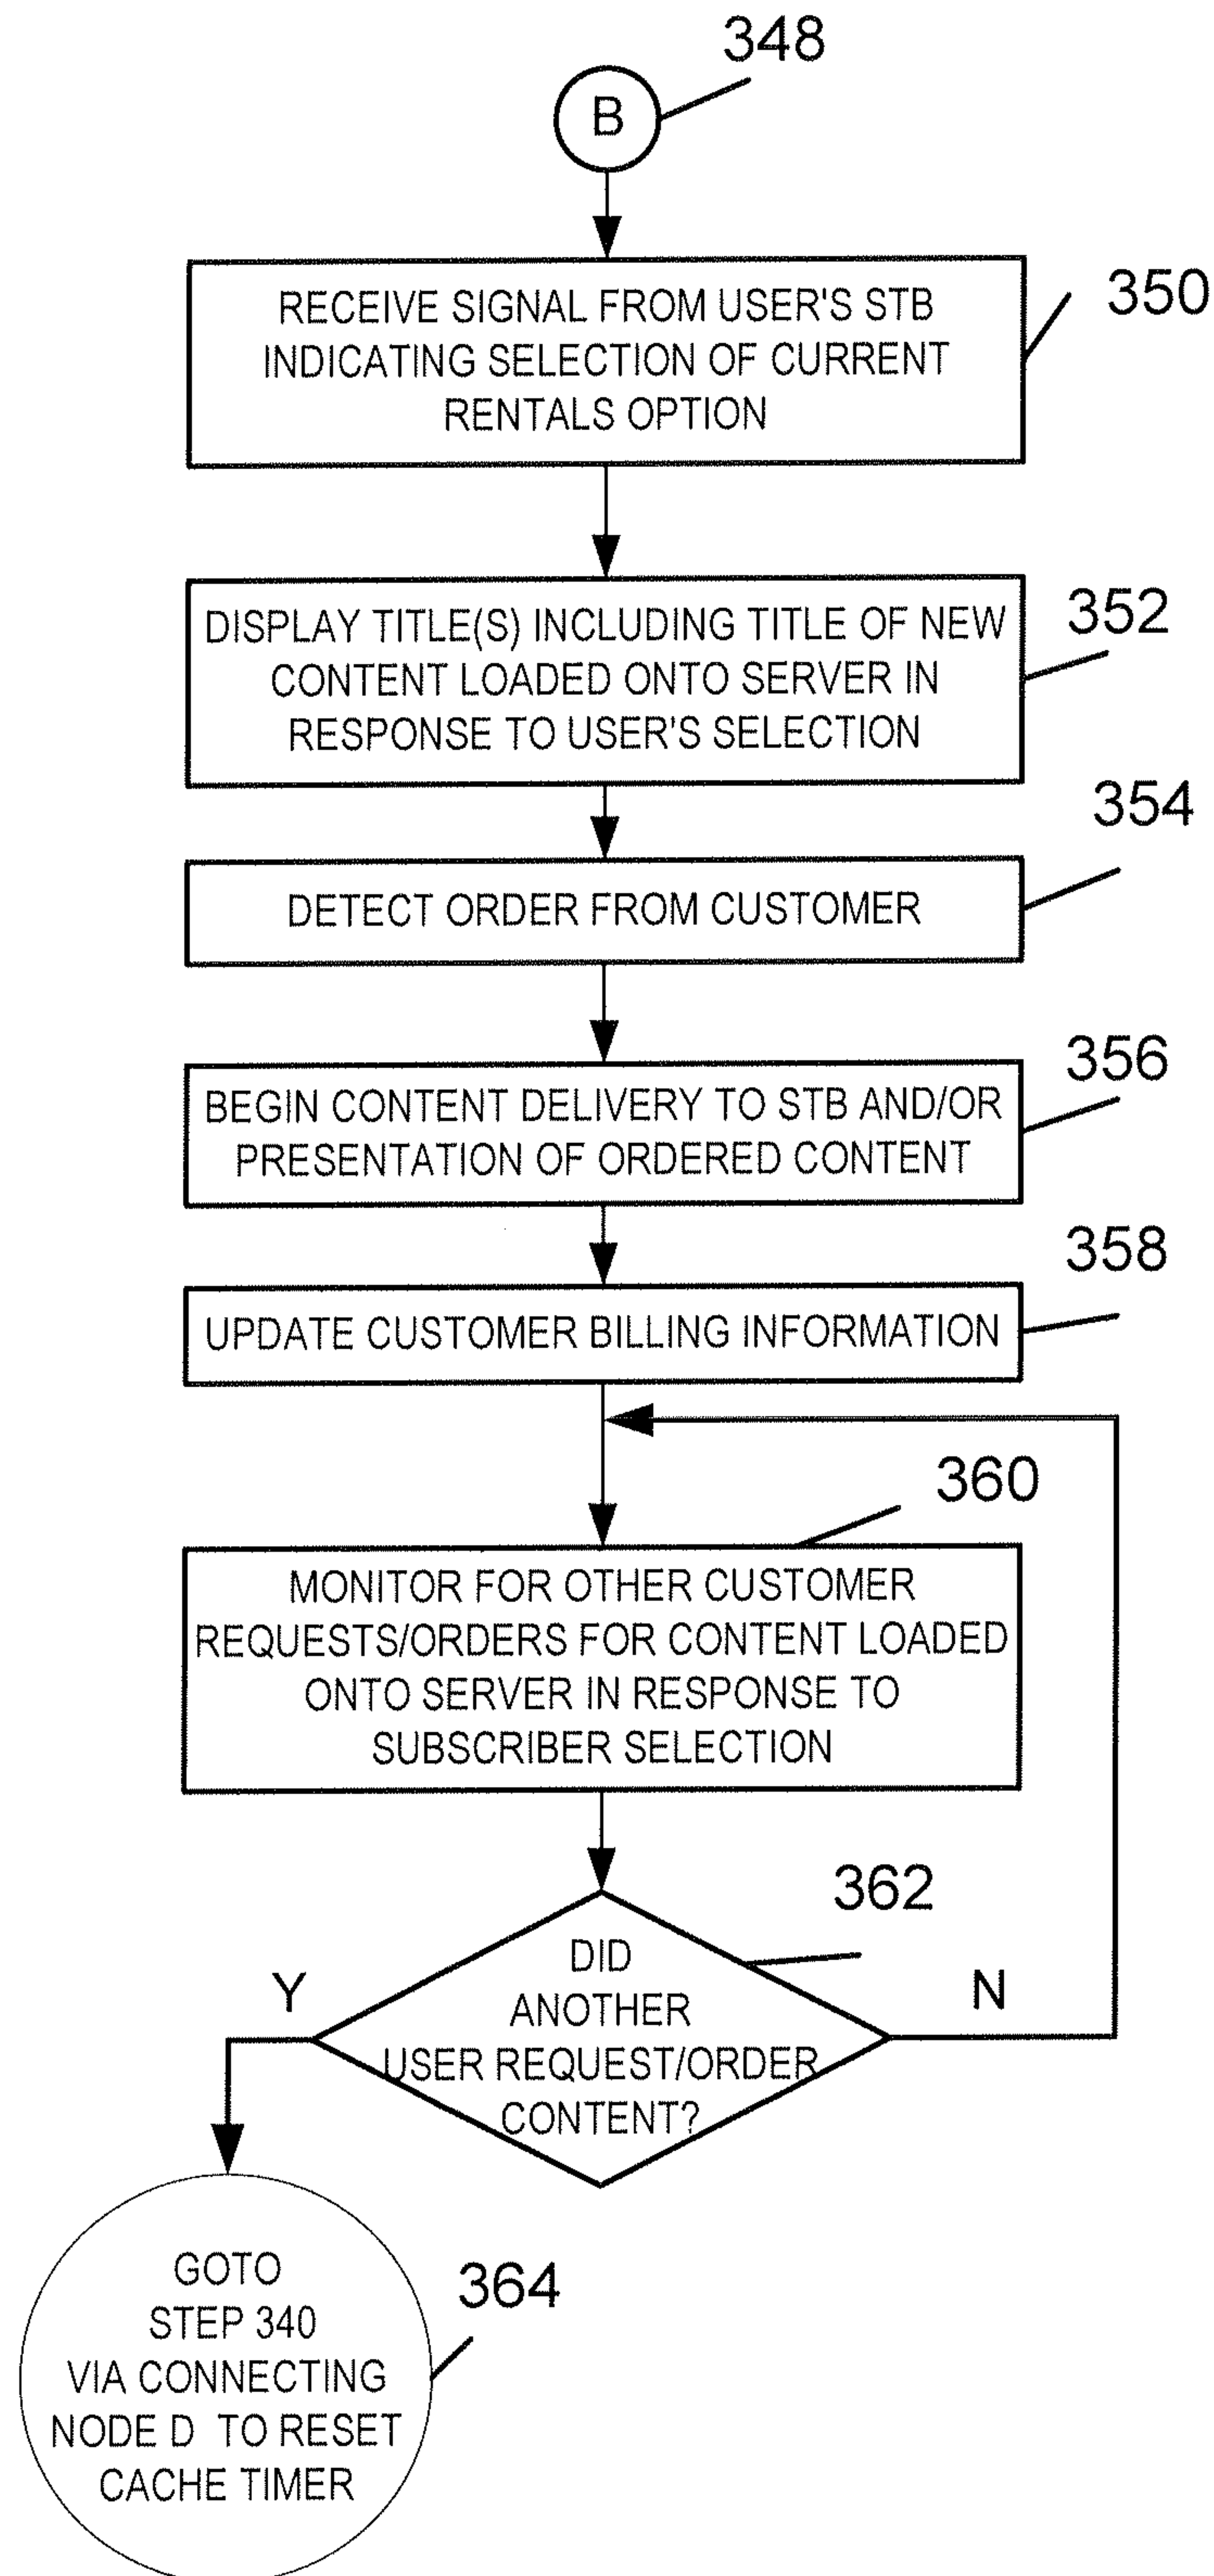 348
B
350
RECEIVE SIGNAL FROM USER'S STB
INDICATING SELECTION OF CURRENT
RENTALS OPTION
352
DISPLAY TITLE(S) INCLUDING TITLE OF NEW
CONTENT LOADED ONTO SERVER IN
RESPONSE TO USER'S SELECTION
354
DETECT ORDER FROM CUSTOMER
356
BEGIN CONTENT DELIVERY TO STB AND/OR
PRESENTATION OF ORDERED CONTENT
358
UPDATE CUSTOMER BILLING INFORMATION
360
MONITOR FOR OTHER CUSTOMER
REQUESTS/ORDERS FOR CONTENT LOADED
ONTO SERVER IN RESPONSE TO
SUBSCRIBER SELECTION
362
DID
ANOTHER
USER REQUEST/ORDER
CONTENT?
Y
N
364
GOTO
STEP 340
VIA CONNECTING
NODE D TO RESET
CACHE TIMER